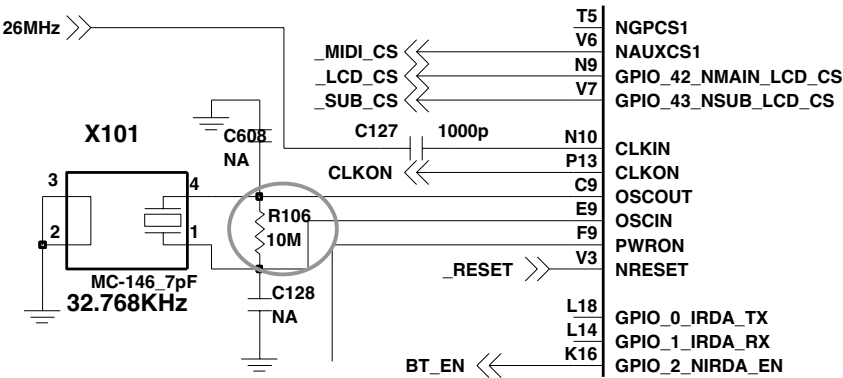 T5 NGPCS1
26MHz
V6 NAUXCS1
_MIDI_CS
N9 GPIO_42_NMAIN_LCD_CS
_LCD_CS
V7 GPIO_43_NSUB_LCD_CS
_SUB_CS
X101
C608
NA
C127 1000p
N10 CLKIN
P13 CLKON
CLKON
C9 OSCOUT
3 4
E9 OSCIN
R106
10M
2 1
F9 PWRON
V3 NRESET
_RESET
MC-146_7pF
32.768KHz
C128
NA
L18 GPIO_0_IRDA_TX
L14 GPIO_1_IRDA_RX
K16 GPIO_2_NIRDA_EN
BT_EN